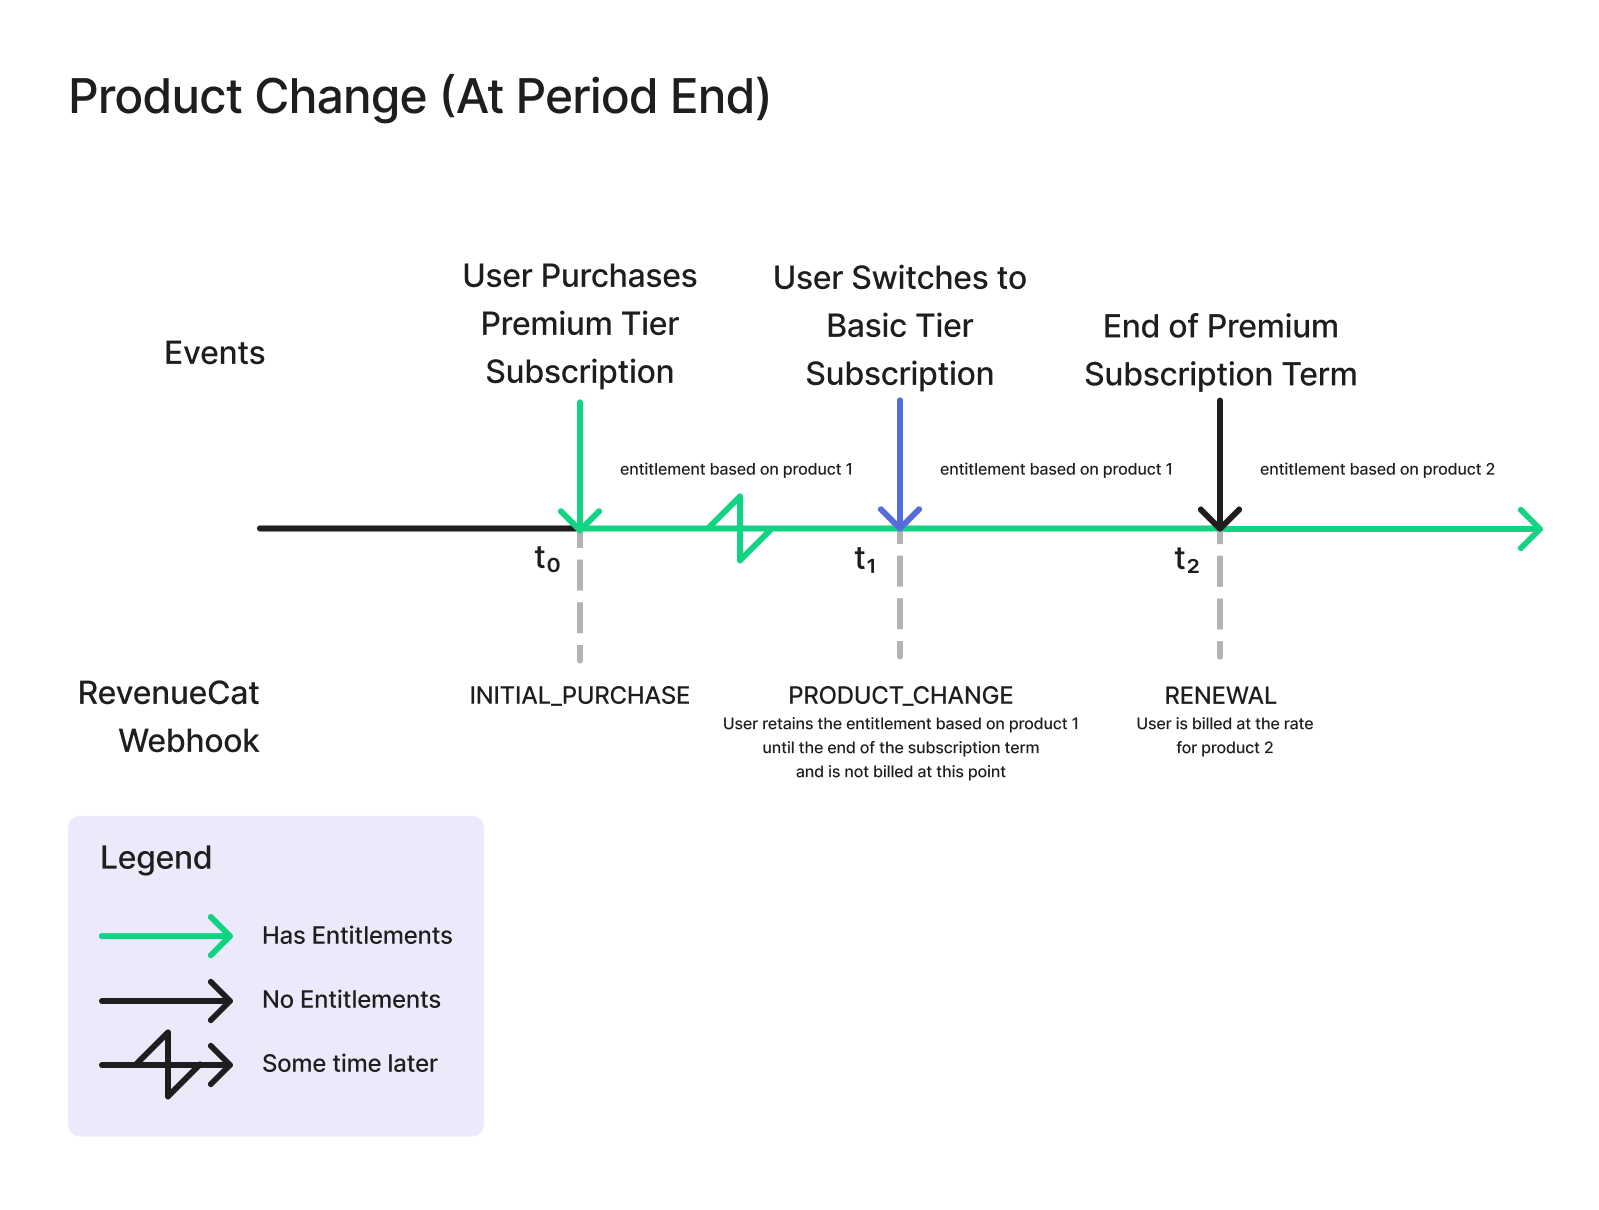 Product Change (At Period End)
Events
User Purchases
Premium Tier
Subscription
User Switches to
Basic Tier
Subscription
End of Premium
Subscription Term
entitlement based on product 1
entitlement based on product 1
entitlement based on product 2
t₀
t₁
t₂
RevenueCat
Webhook
INITIAL_PURCHASE
PRODUCT_CHANGE
User retains the entitlement based on product 1
until the end of the subscription term
and is not billed at this point
RENEWAL
User is billed at the rate
for product 2
Legend
Has Entitlements
No Entitlements
Some time later